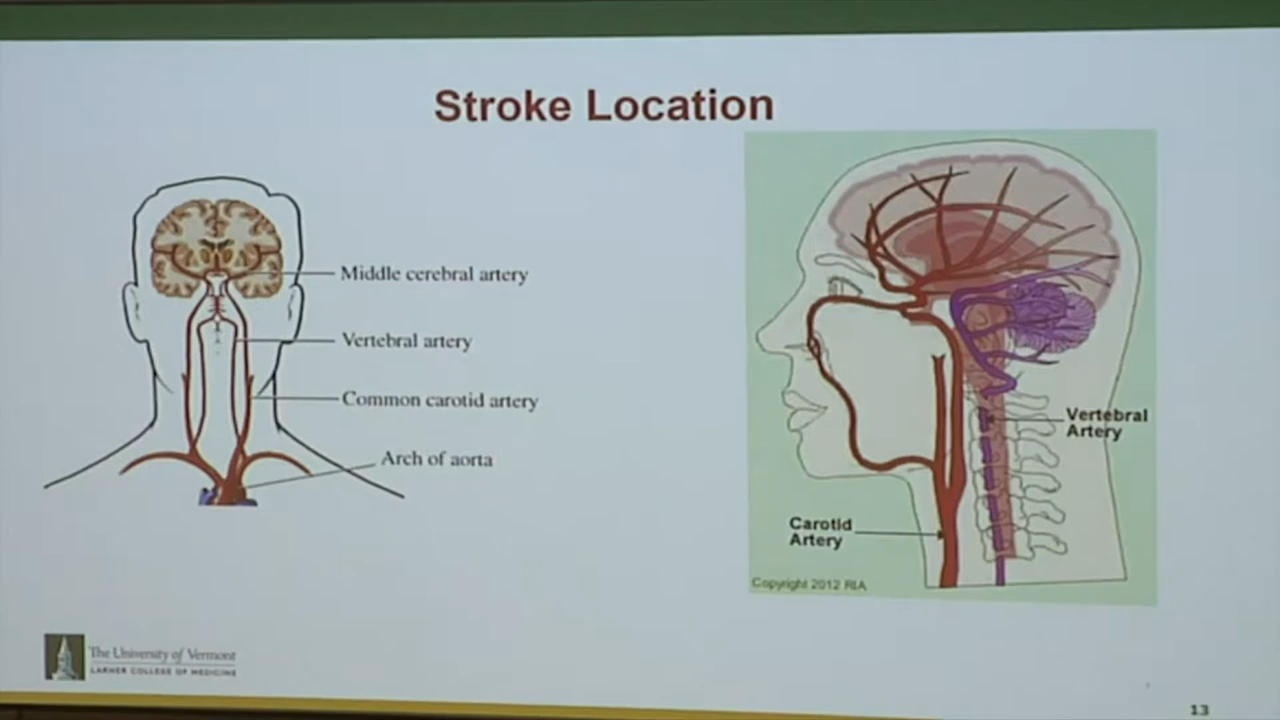 Stroke Location
Middle cerebral artery
Vertebral artery
Common carotid artery
Arch of aorta
Vertebral
Artery
Carotid
Artery
Copyright 2012 RIA
The University of Vermont
LARNER COLLEGE OF MEDICINE
13